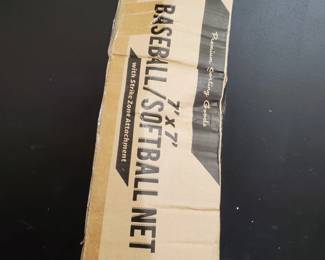 Premium Sporting Goods
7' x 7'
BASEBALL/SOFTBALL NET
with Strike Zone Attachment